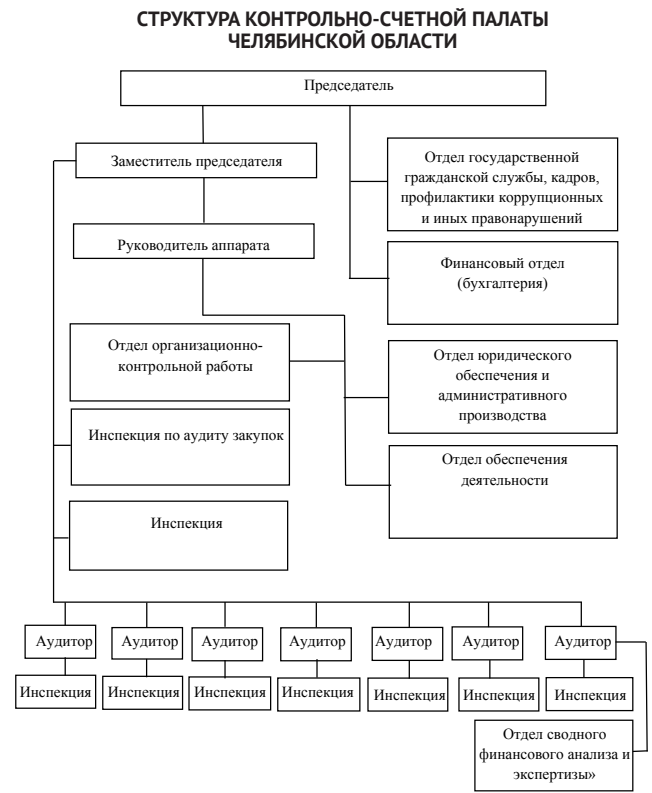 СТРУКТУРА КОНТРОЛЬНО-СЧЕТНОЙ ПАЛАТЫ
ЧЕЛЯБИНСКОЙ ОБЛАСТИ
Председатель
Заместитель председателя
Отдел государственной
гражданской службы, кадров,
профилактики коррупционных
и иных правонарушений
Руководитель аппарата
Финансовый отдел
(бухгалтерия)
Отдел организационно-
контрольной работы
Отдел юридического
обеспечения и
административного
производства
Инспекция по аудиту закупок
Отдел обеспечения
деятельности
Инспекция
Аудитор
Аудитор
Аудитор
Аудитор
Аудитор
Аудитор
Аудитор
Инспекция
Инспекция
Инспекция
Инспекция
Инспекция
Инспекция
Инспекция
Отдел сводного
финансового анализа и
экспертизы»